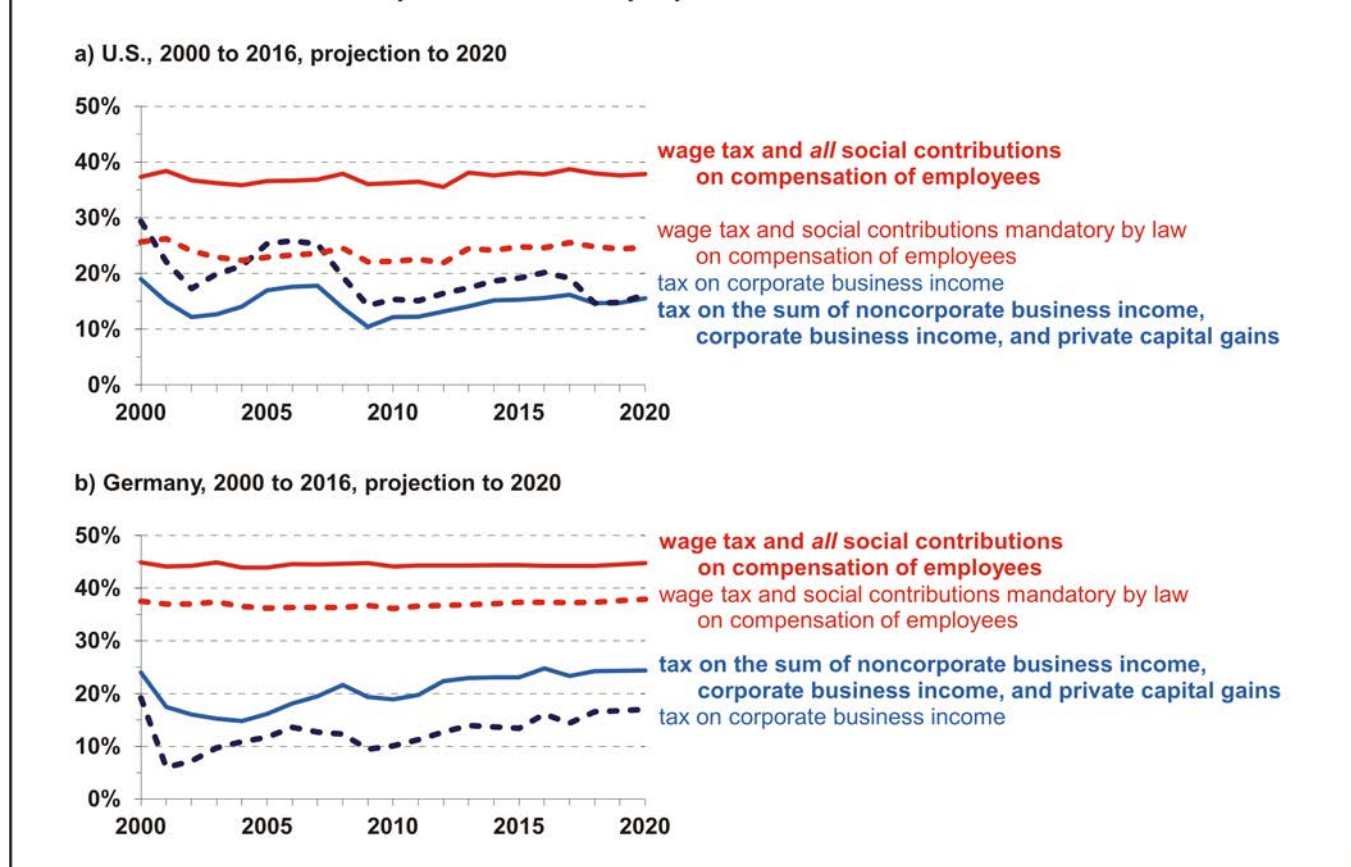 a) U.S., 2000 to 2016, projection to 2020
50%
40%
30%
20%
10%
0%
2000 2005 2010 2015 2020
wage tax and all social contributions
on compensation of employees
wage tax and social contributions mandatory by law
on compensation of employees
tax on corporate business income
tax on the sum of noncorporate business income,
corporate business income, and private capital gains
b) Germany, 2000 to 2016, projection to 2020
50%
40%
30%
20%
10%
0%
2000 2005 2010 2015 2020
wage tax and all social contributions
on compensation of employees
wage tax and social contributions mandatory by law
on compensation of employees
tax on the sum of noncorporate business income,
corporate business income, and private capital gains
tax on corporate business income